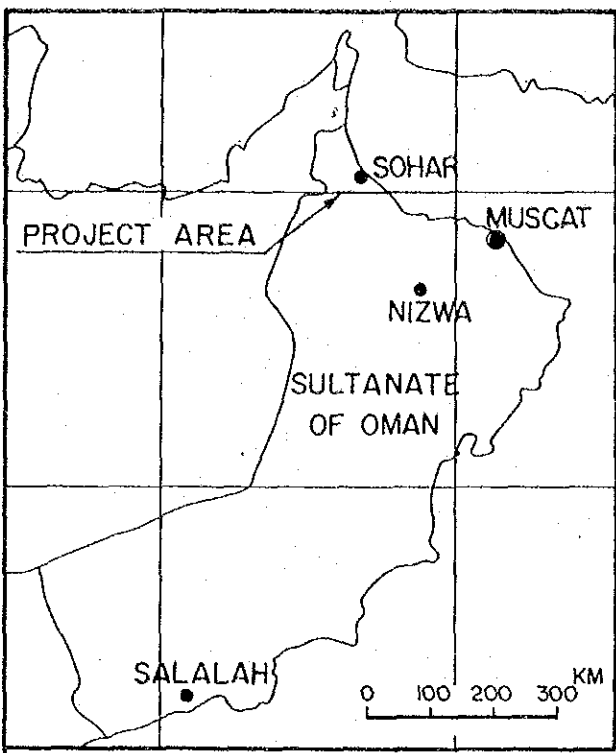 SOHAR
MUSCAT
PROJECT AREA
NIZWA
SULTANATE
OF OMAN
SALALAH
KM
0 100 200 300